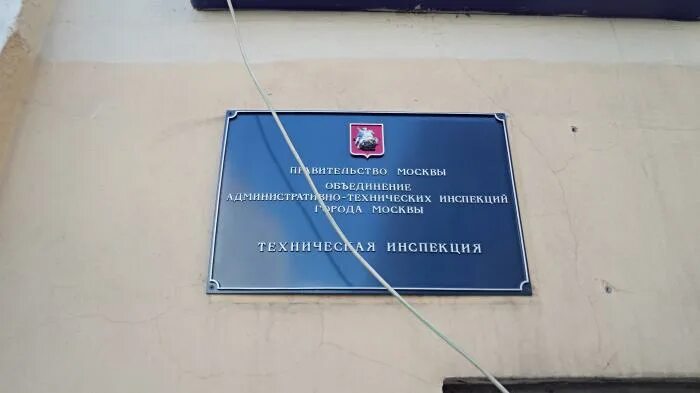 ПРАВИТЕЛЬСТВО МОСКВЫ
ОБЪЕДИНЕНИЕ
АДМИНИСТРАТИВНО-ТЕХНИЧЕСКИХ ИНСПЕКЦИЙ
ГОРОДА МОСКВЫ
ТЕХНИЧЕСКАЯ ИНСПЕКЦИЯ